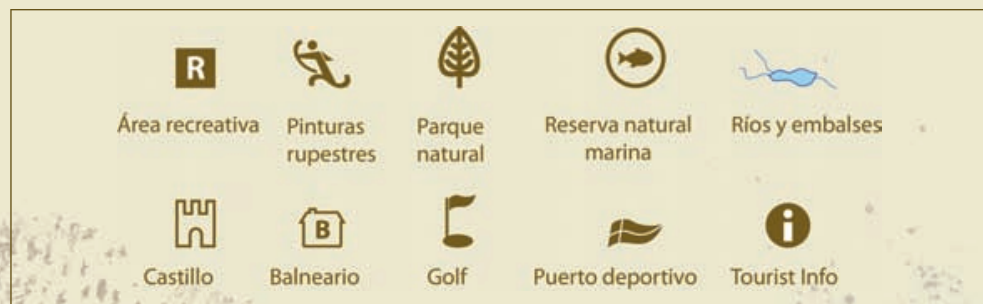 R
Área recreativa
Pinturas
rupestres
Parque
natural
Reserva natural
marina
Ríos y embalses
Castillo
B
Balneario
Golf
Puerto deportivo
i
Tourist Info